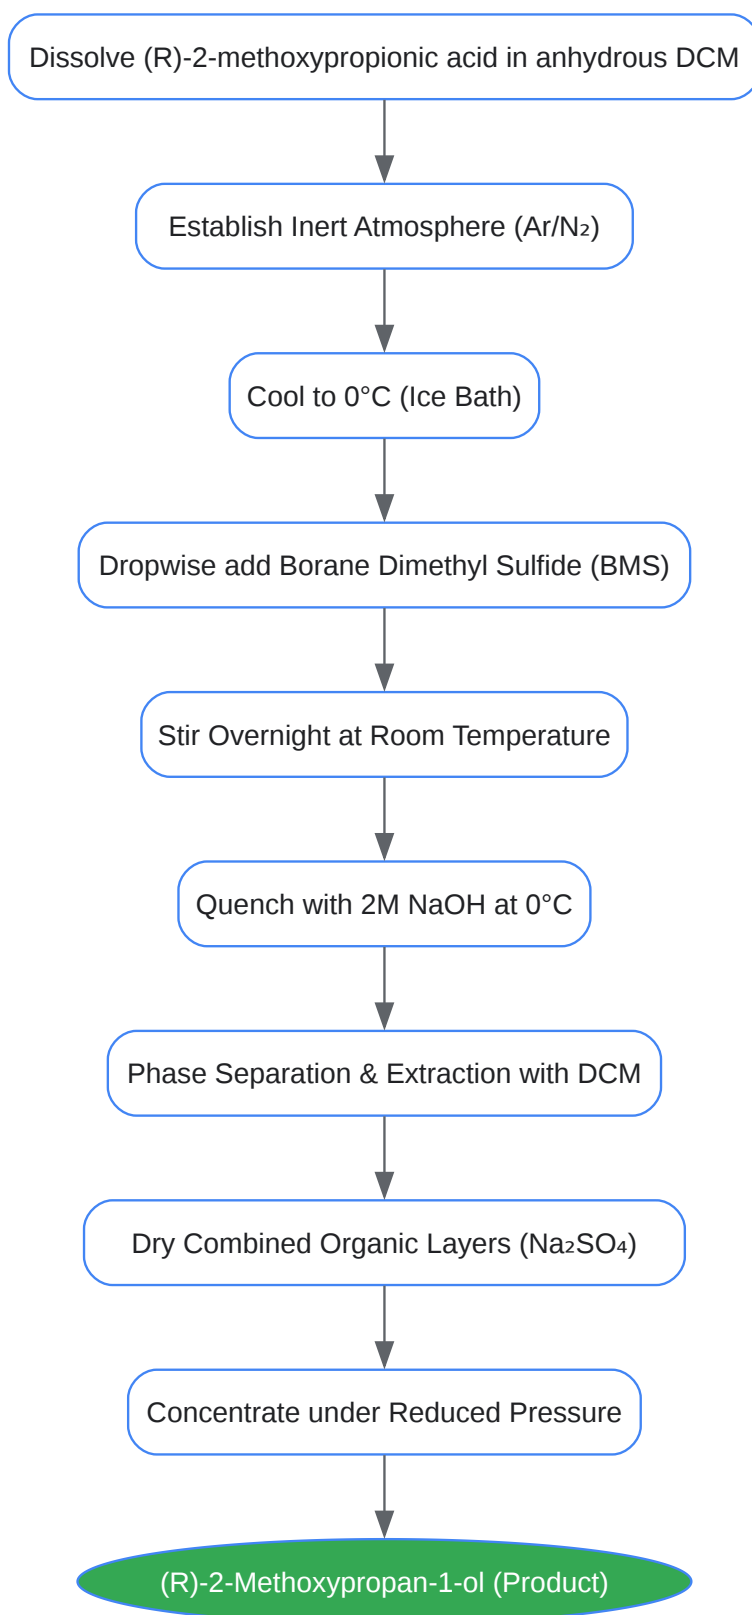 Dissolve (R)-2-methoxypropionic acid in anhydrous DCM
Establish Inert Atmosphere (Ar/N₂)
Cool to 0°C (Ice Bath)
Dropwise add Borane Dimethyl Sulfide (BMS)
Stir Overnight at Room Temperature
Quench with 2M NaOH at 0°C
Phase Separation & Extraction with DCM
Dry Combined Organic Layers (Na₂SO₄)
Concentrate under Reduced Pressure
(R)-2-Methoxypropan-1-ol (Product)